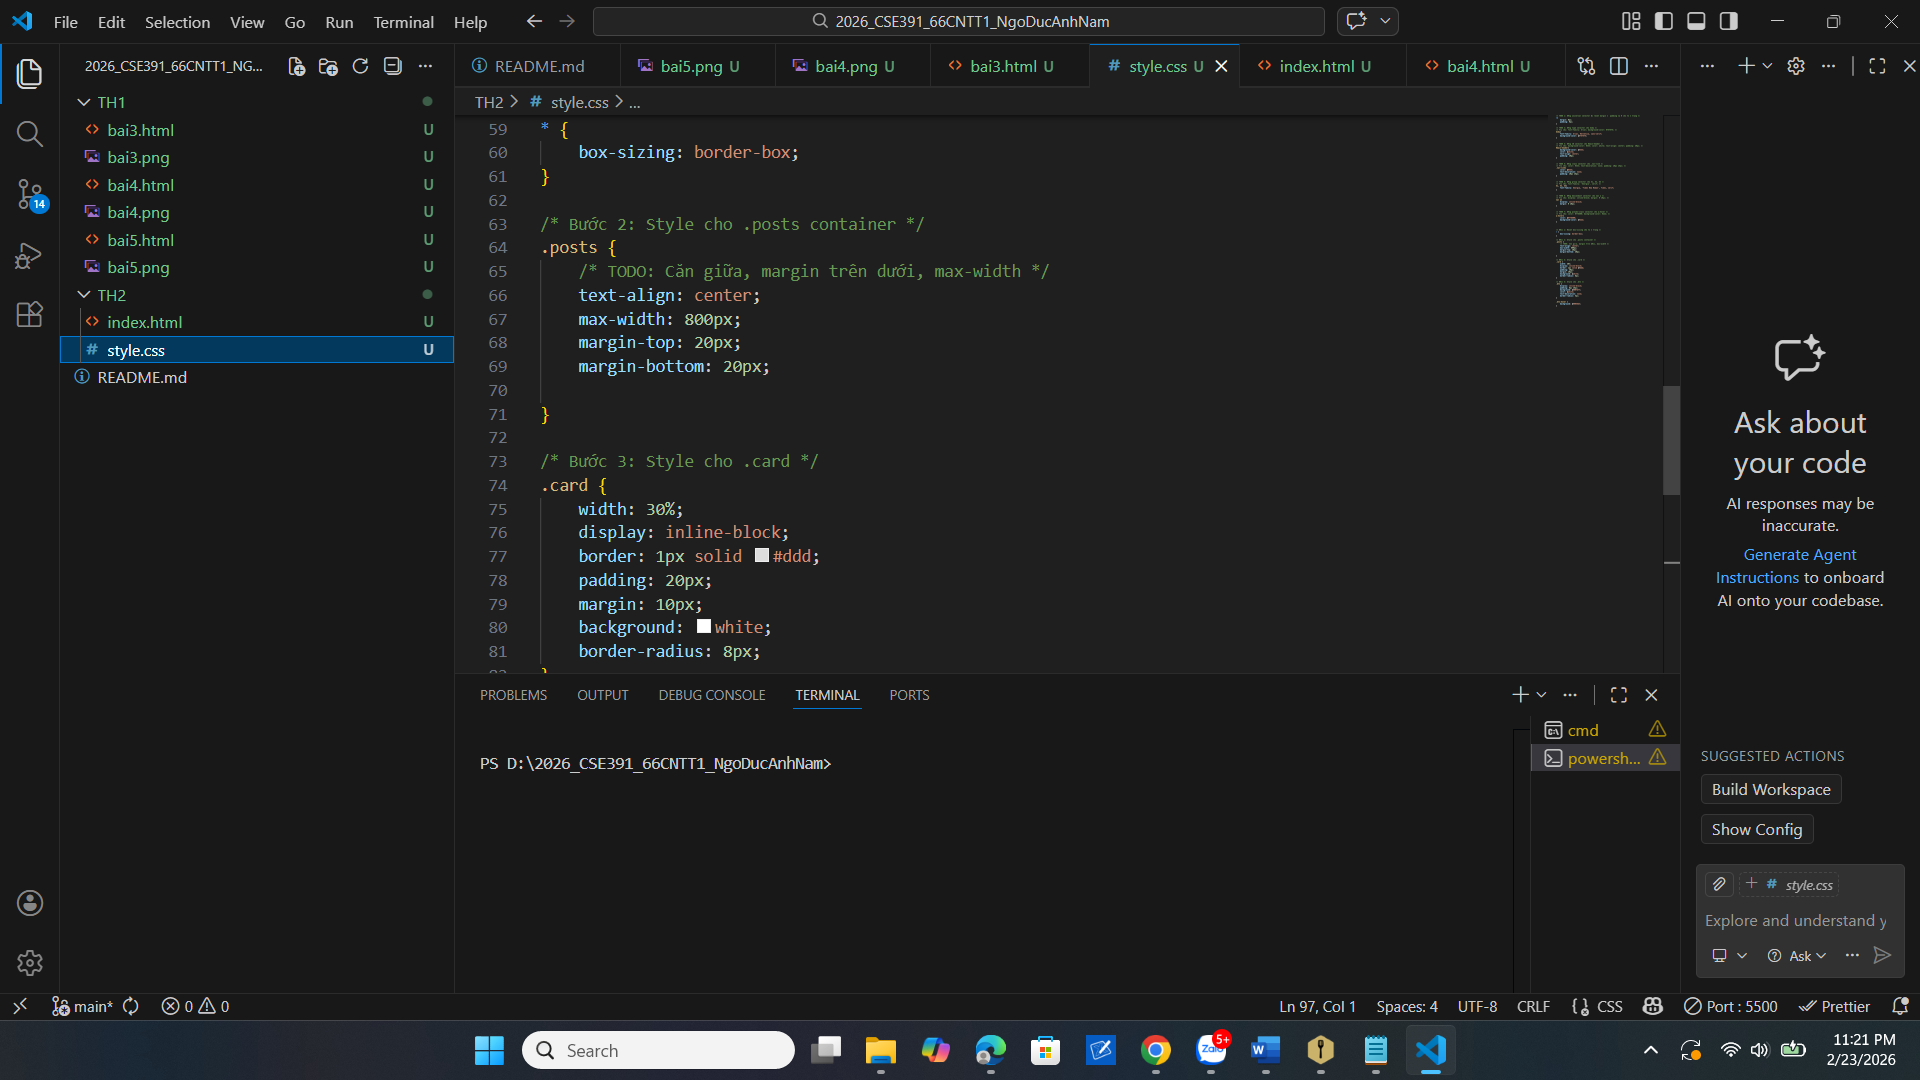 File Edit Selection View Go Run Terminal Help
2026_CSE391_66CNTT1_NgoDucAnhNam
2026_CSE391_66CNTT1_NG...
TH1
bai3.html U
bai3.png U
bai4.html U
bai4.png U
bai5.html U
bai5.png U
TH2
index.html U
# style.css U
README.md
14
README.md
bai5.png U
bai4.png U
bai3.html U
# style.css U
index.html U
bai4.html U
TH2 > # style.css > ...
59 * {
60 box-sizing: border-box;
61 }
62
63 /* Bước 2: Style cho .posts container */
64 .posts {
65 /* TODO: Căn giữa, margin trên dưới, max-width */
66 text-align: center;
67 max-width: 800px;
68 margin-top: 20px;
69 margin-bottom: 20px;
70
71 }
72
73 /* Bước 3: Style cho .card */
74 .card {
75 width: 30%;
76 display: inline-block;
77 border: 1px solid #ddd;
78 padding: 20px;
79 margin: 10px;
80 background: white;
81 border-radius: 8px;
PROBLEMS OUTPUT DEBUG CONSOLE TERMINAL PORTS
PS D:\2026_CSE391_66CNTT1_NgoDucAnhNam>
cmd
powersh...
Ask about
your code
AI responses may be
inaccurate.
Generate Agent
Instructions to onboard
AI onto your codebase.
SUGGESTED ACTIONS
Build Workspace
Show Config
+ # style.css
Explore and understand y
Ask
main* 0 0
Ln 97, Col 1 Spaces: 4 UTF-8 CRLF {} CSS Port : 5500 Prettier
Search
Zalo
5+
W
11:21 PM
2/23/2026